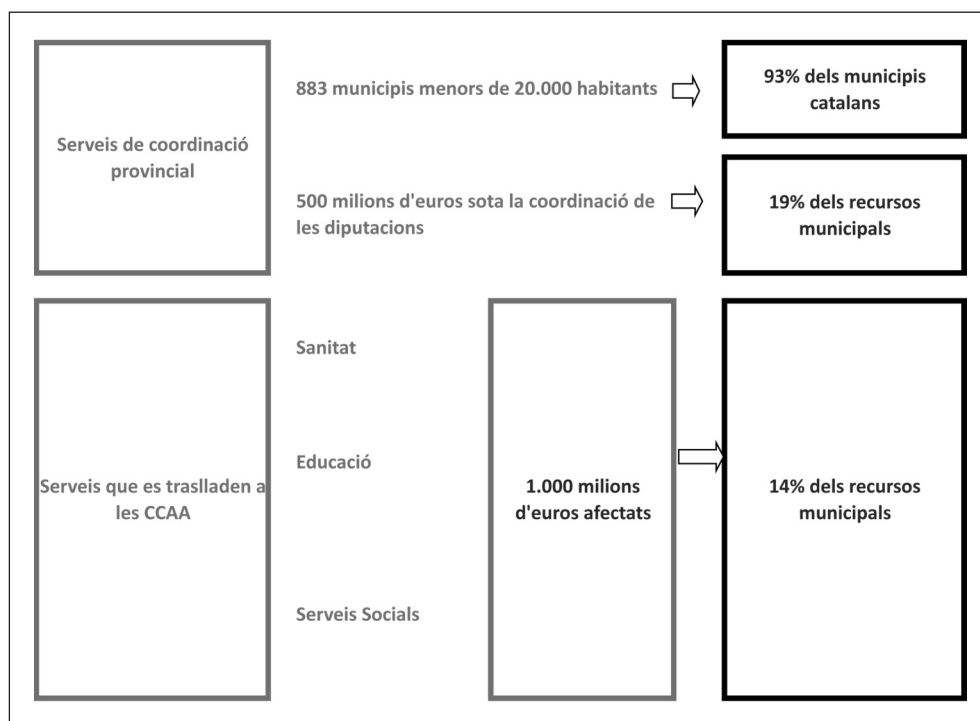 Serveis de coordinació
provincial
883 municipis menors de 20.000 habitants
93% dels municipis
catalans
500 milions d'euros sota la coordinació de
les diputacions
19% dels recursos
municipals
Serveis que es traslladen a
les CCAA
Sanitat
Educació
Serveis Socials
1.000 milions
d'euros afectats
14% dels recursos
municipals